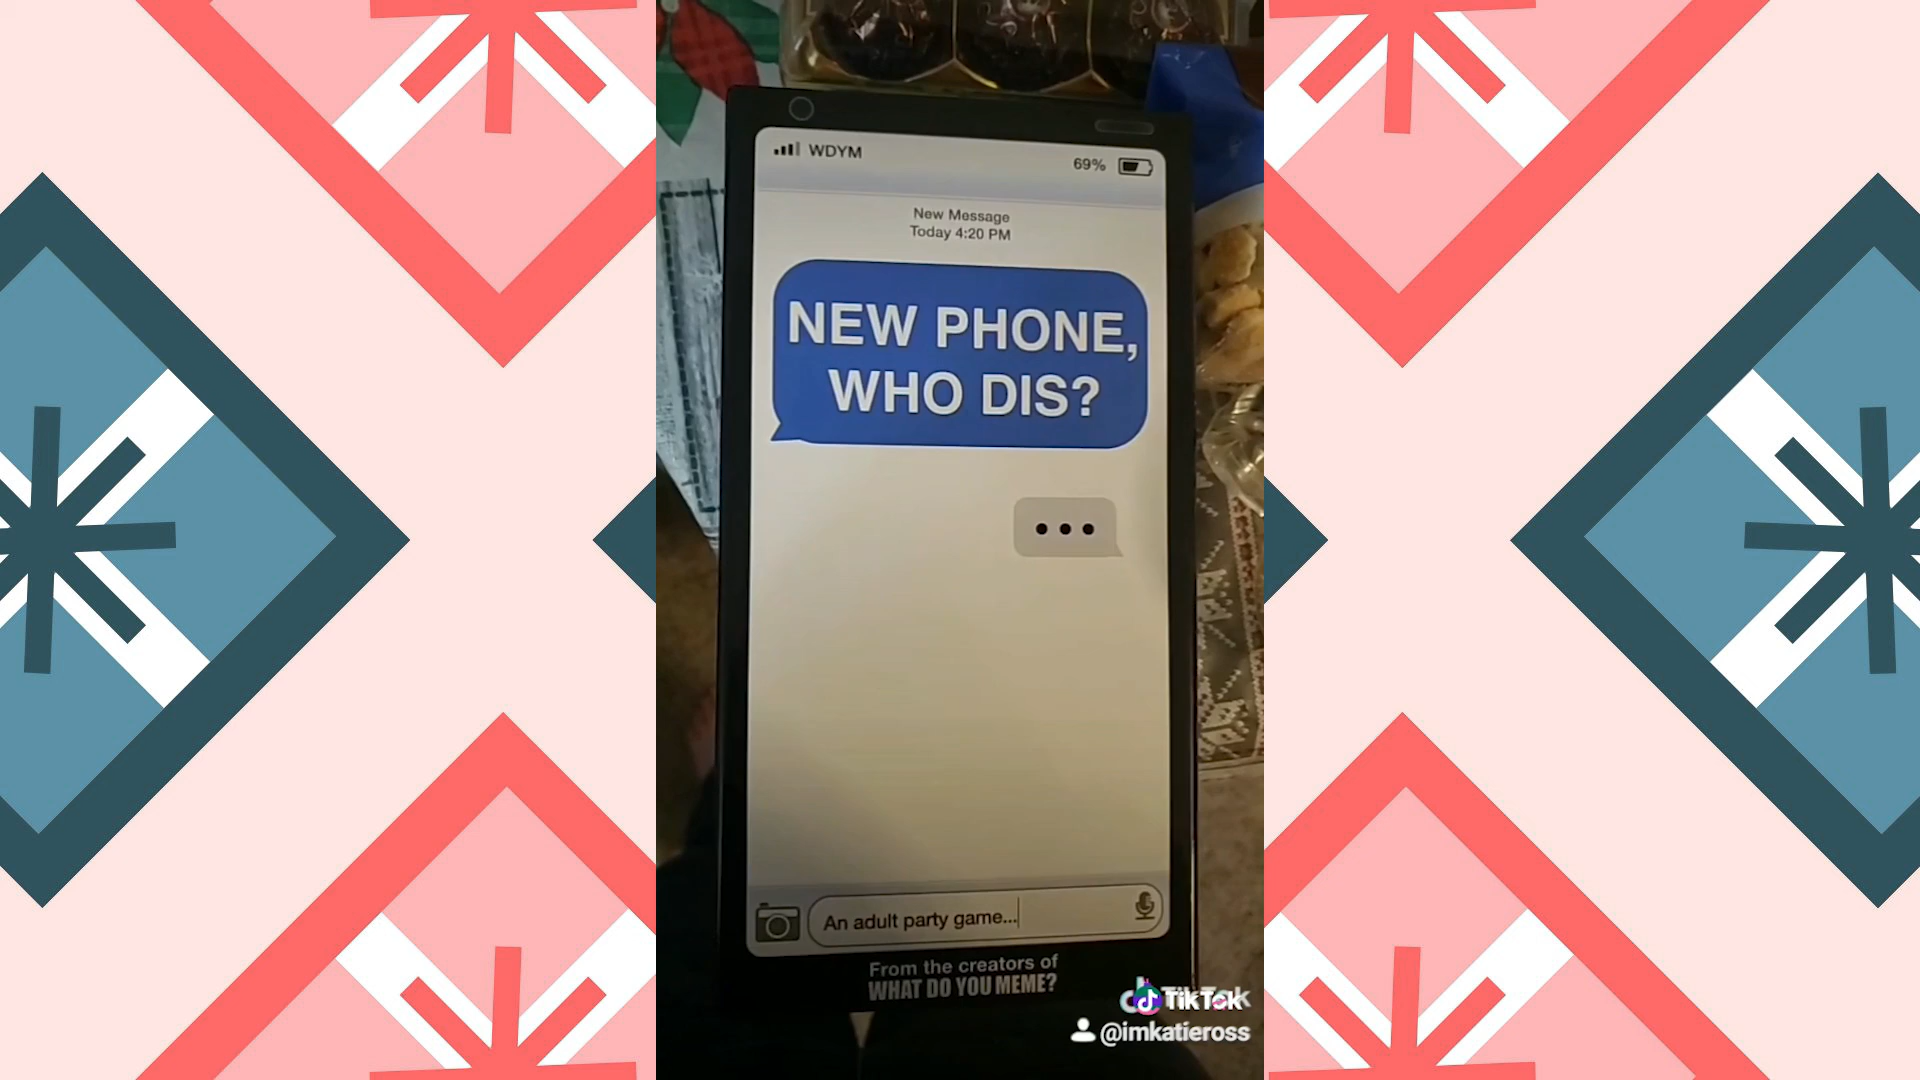 WDYM
69%
New Message
Today 4:20 PM
NEW PHONE,
WHO DIS?
An adult party game...
From the creators of
WHAT DO YOU MEME?
TikTok
@imkatieross